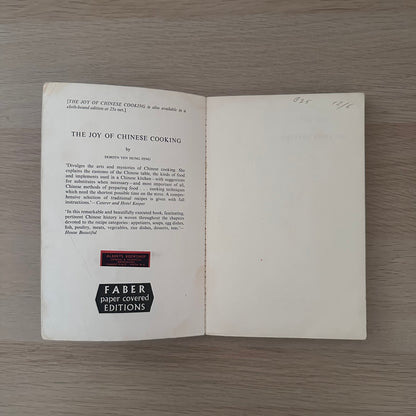 [THE JOY OF CHINESE COOKING is also available in a
cloth-bound edition at 25s net.]
THE JOY OF CHINESE COOKING
by
DOREEN YEN HUNG FENG
'Divulges the arts and mysteries of Chinese cooking. She
explains the customs of the Chinese table, the kinds of food
and implements used in a Chinese kitchen—with suggestions
for substitutes when necessary—and most important of all,
Chinese methods of preparing food . . . cooking techniques
which need the shortest possible time on the stove. A compre-
hensive selection of traditional recipes is given with full
instructions.'—Caterer and Hotel Keeper
'In this remarkable and beautifully executed book, fascinating,
pertinent Chinese history is woven throughout the chapters
devoted to the recipe categories: appetisers, soups, egg dishes,
fish, poultry, meats, vegetables, rice dishes, desserts, teas.'—
House Beautiful
FABER
paper covered
EDITIONS
12/6